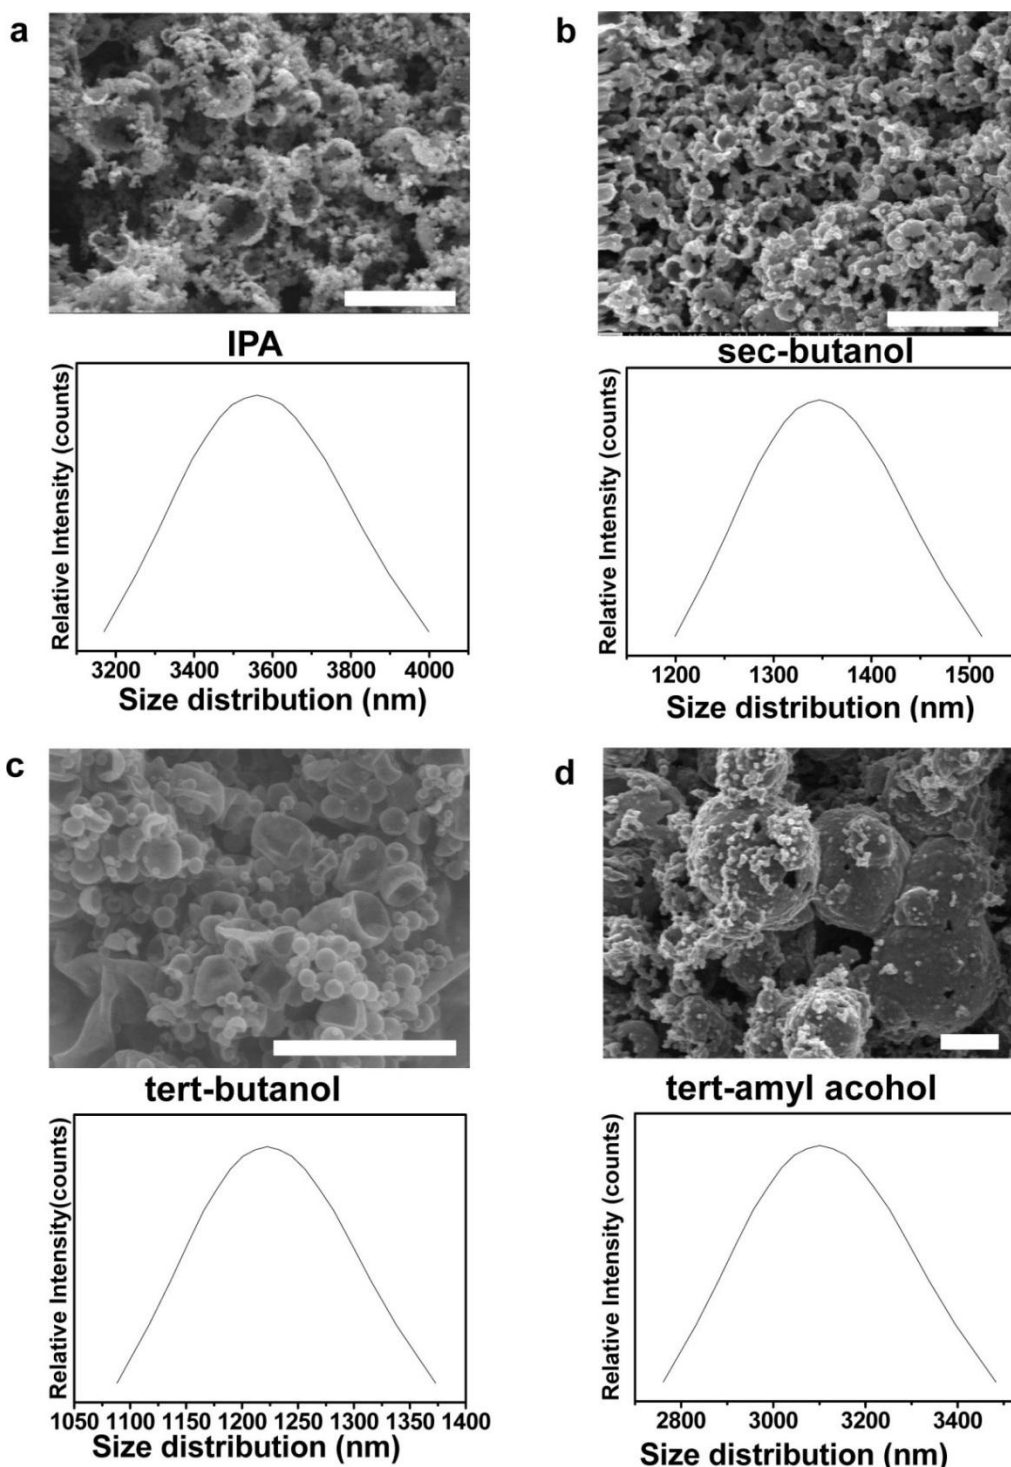 a
IPA
Relative Intensity (counts)
3200 3400 3600 3800 4000
Size distribution (nm)
b
sec-butanol
Relative Intensity (counts)
1200 1300 1400 1500
Size distribution (nm)
c
tert-butanol
Relative Intensity(counts)
1050 1100 1150 1200 1250 1300 1350 1400
Size distribution (nm)
d
tert-amyl acohol
Relative Intensity (counts)
2800 3000 3200 3400
Size distribution (nm)